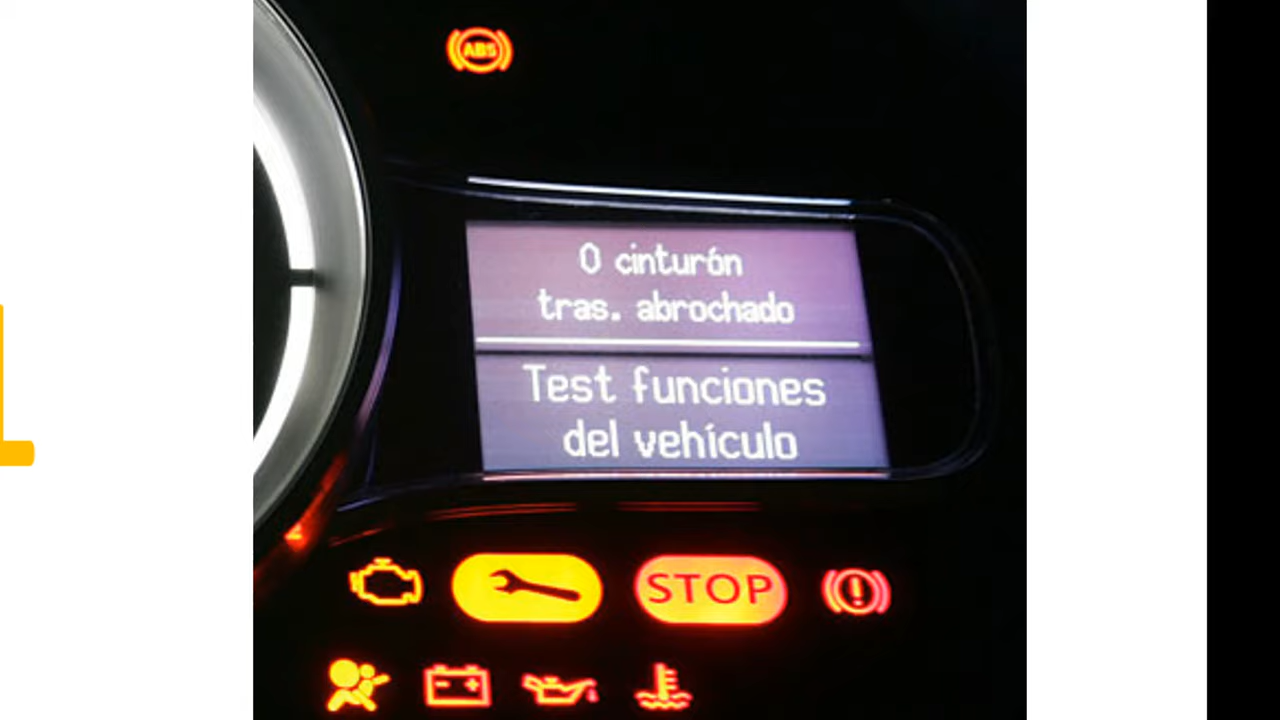 ABS
0 cinturón
tras. abrochado
Test funciones
del vehículo
STOP